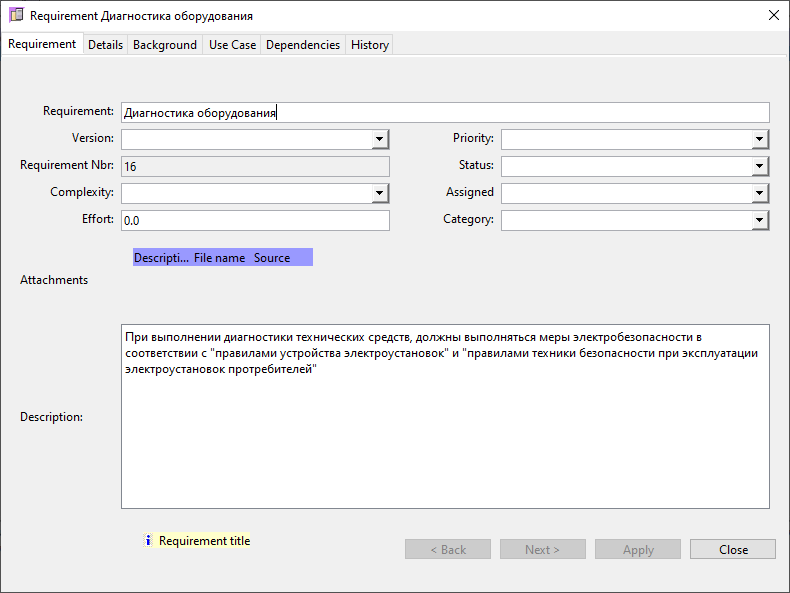 Requirement Диагностика оборудования
Requirement Details Background Use Case Dependencies History
Requirement: Диагностика оборудования
Version: Priority:
Requirement Nbr: 16 Status:
Complexity: Assigned
Effort: 0.0 Category:
Descripti... File name Source
Attachments
При выполнении диагностики технических средств, должны выполняться меры электробезопасности в
соответствии с "правилами устройства электроустановок" и "правилами техники безопасности при эксплуатации
электроустановок протребителей"
Description:
Requirement title
< Back Next > Apply Close